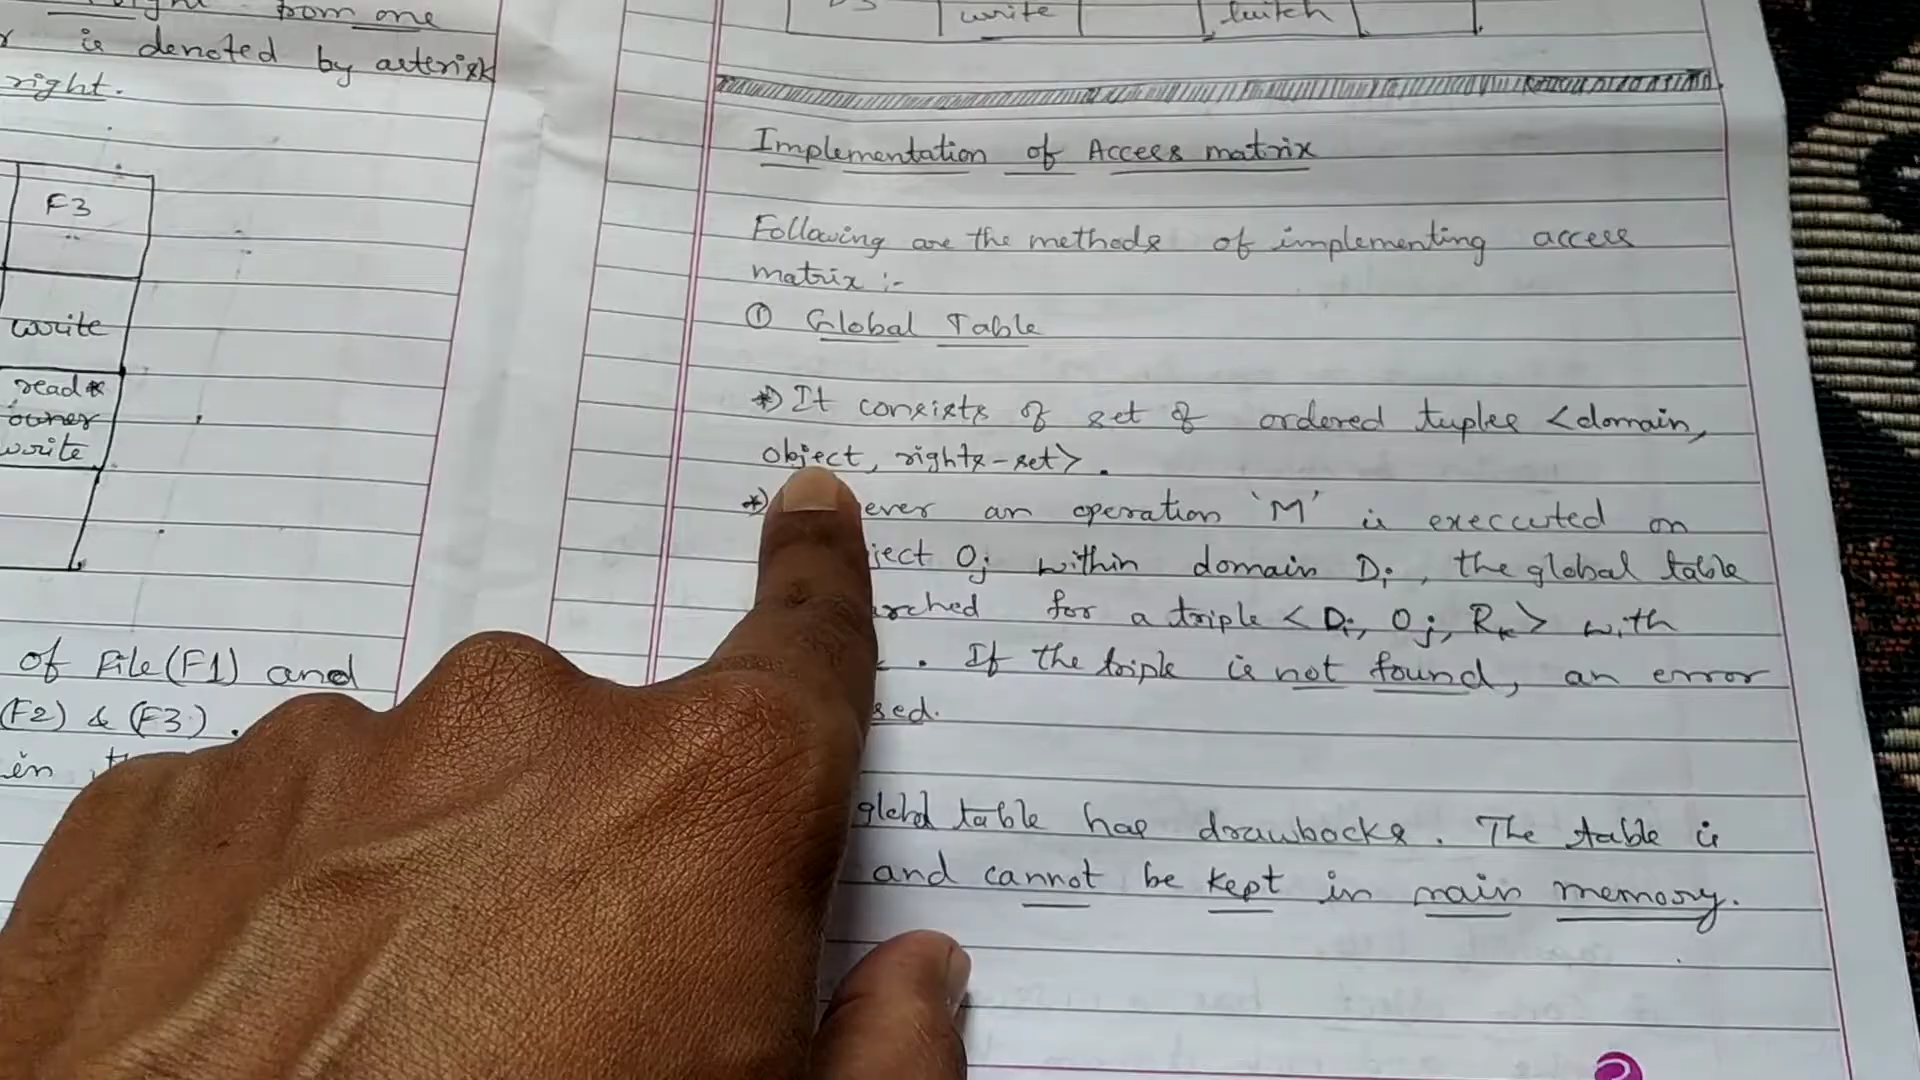 from one
is denoted by asterisk
right.
F3
write
read*
owner
write
of File(F1) and
(F2) & (F3).
in
write
switch
Implementation of Access matrix
Following are the methods of implementing access
matrix :-
① Global Table
*) It consists of set of ordered tuples <domain,
object, rights-set>.
*) ever an operation 'M' is executed on
ject Oj within domain Di, the global table
arched for a triple <Di, Oj, Rk> with
. If the triple is not found, an error
sed.
global table has drawbacks. The table is
and cannot be kept in main memory.